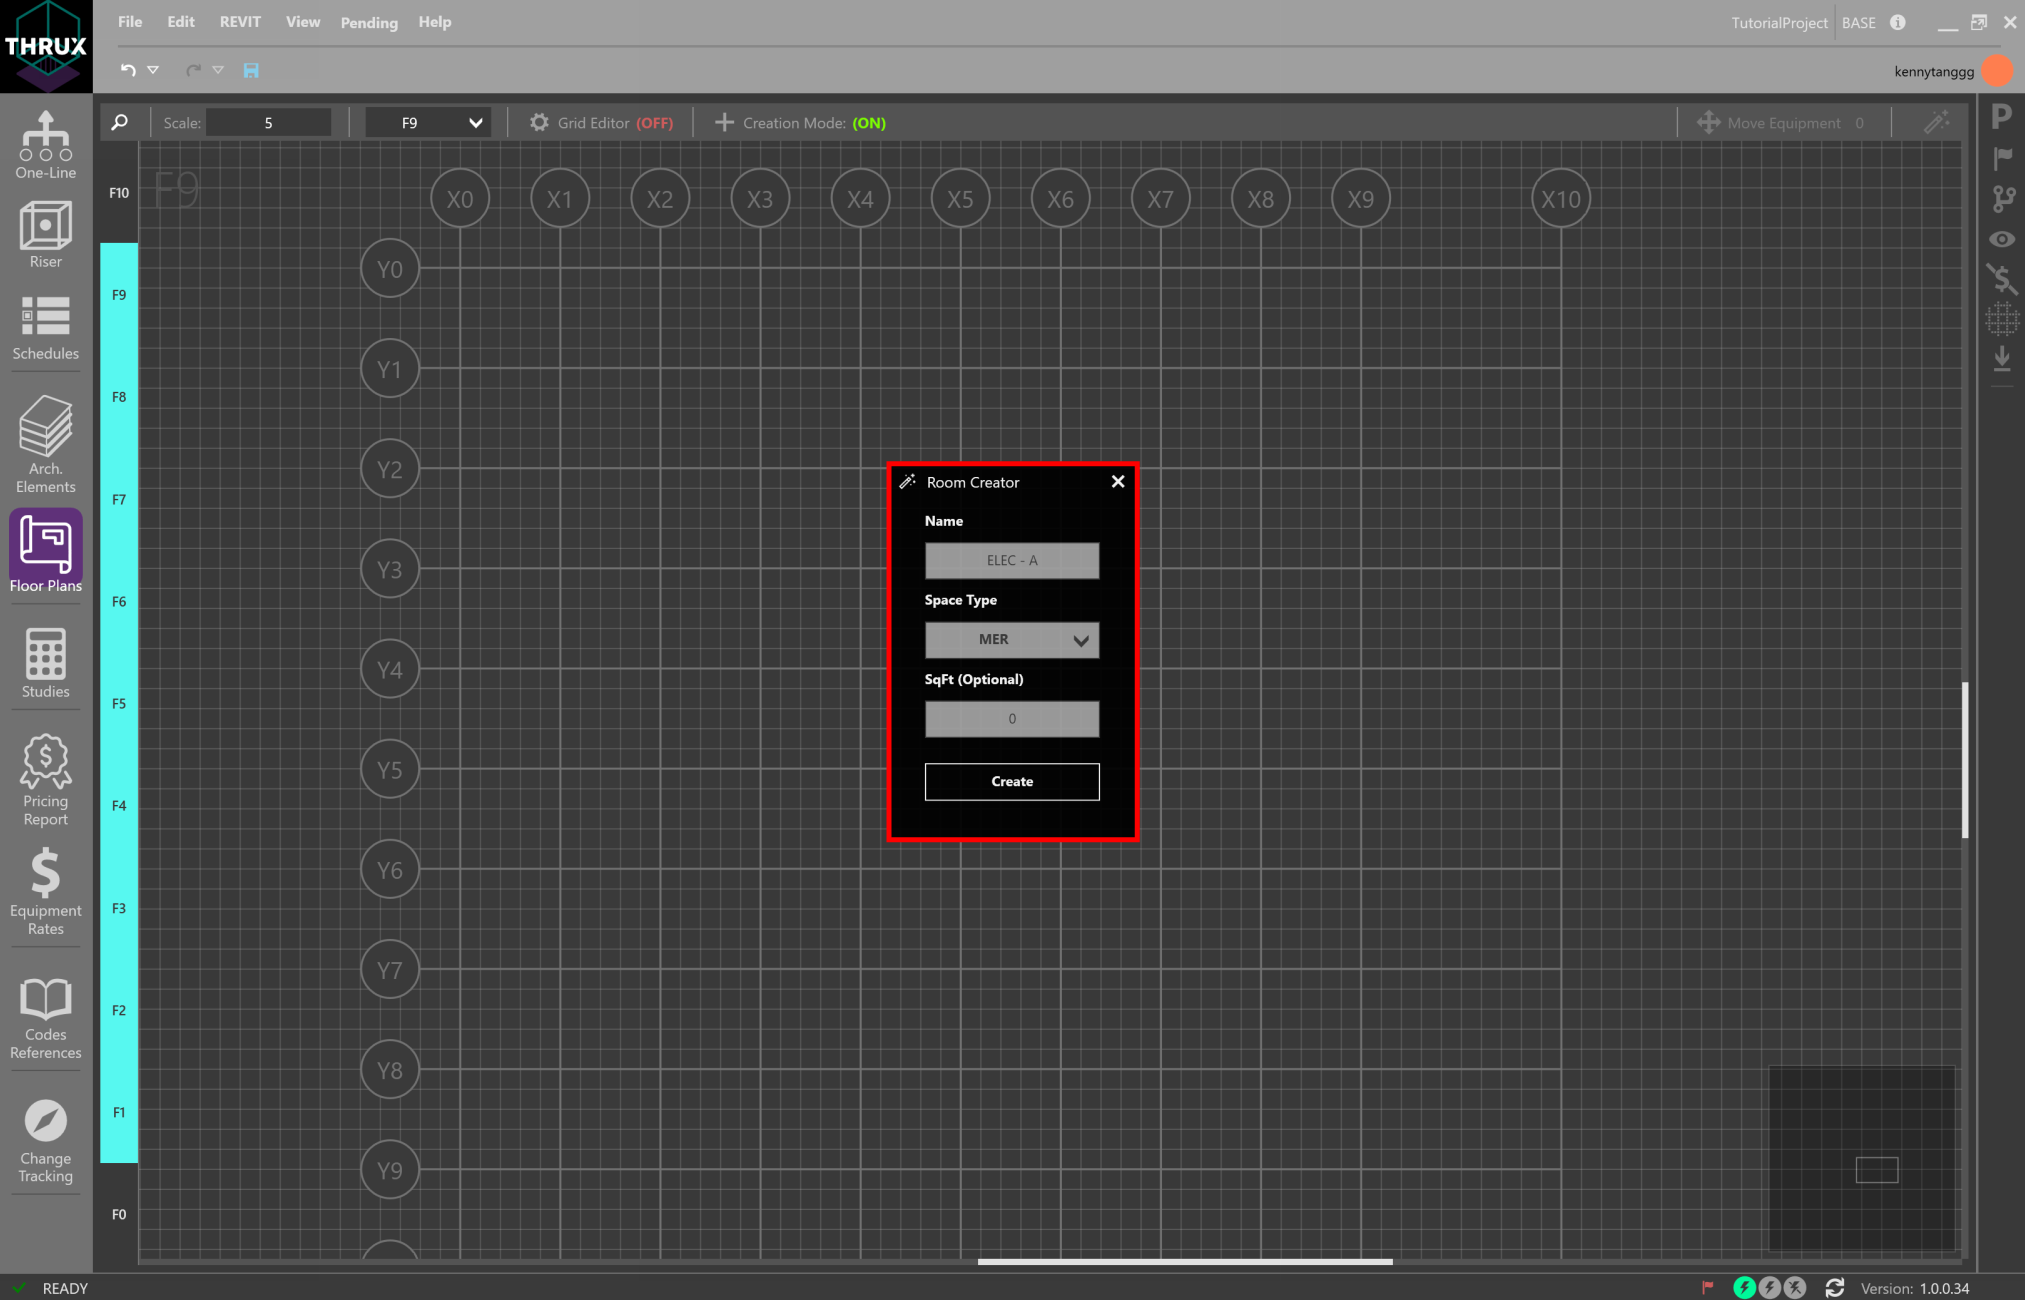 THRUX
File Edit REVIT View Pending Help
TutorialProject BASE
kennytanggg
Scale: 5 F9 Grid Editor (OFF) Creation Mode: (ON) Move Equipment 0
One-Line
Riser
Schedules
Arch.
Elements
Floor Plans
Studies
Pricing
Report
Equipment
Rates
Codes
References
Change
Tracking
F10
F9
F8
F7
F6
F5
F4
F3
F2
F1
F0
F9
X0 X1 X2 X3 X4 X5 X6 X7 X8 X9 X10
Y0
Y1
Y2
Y3
Y4
Y5
Y6
Y7
Y8
Y9
Room Creator
Name
ELEC - A
Space Type
MER
SqFt (Optional)
0
Create
P
READY
Version: 1.0.0.34